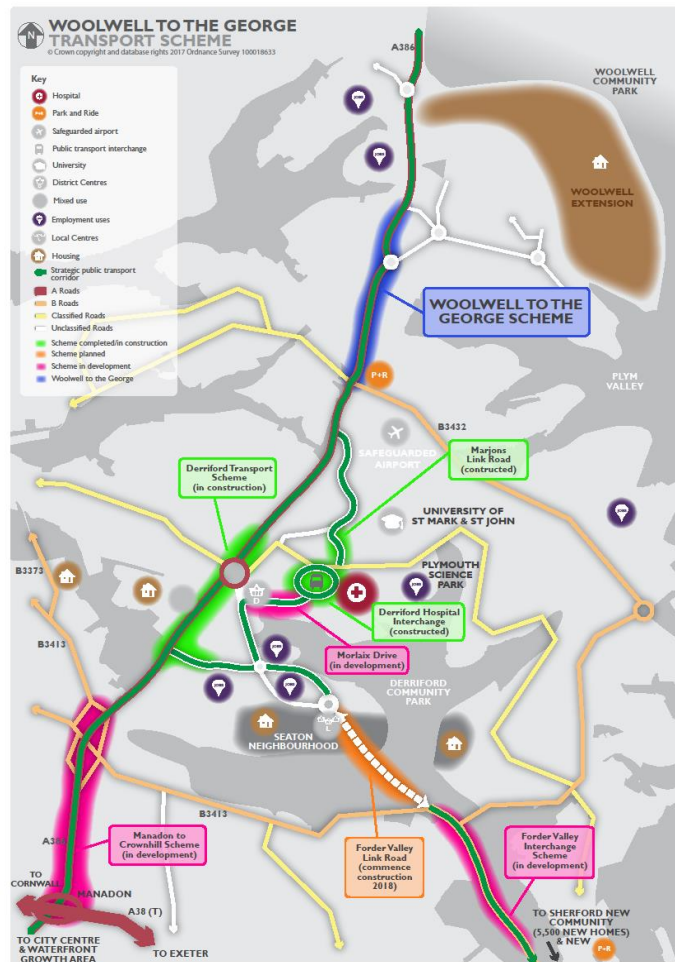 WOOLWELL TO THE GEORGE
TRANSPORT SCHEME
© Crown copyright and database rights 2017 Ordnance Survey 100018633
N
Key
Hospital
P+R
Park and Ride
Safeguarded airport
Public transport interchange
University
District Centres
Mixed use
Employment uses
Local Centres
Housing
Strategic public transport
corridor
A Roads
B Roads
Classified Roads
Unclassified Roads
Scheme completed/in construction
Scheme planned
Scheme in development
Woolwell to the George
A386
WOOLWELL
COMMUNITY
PARK
WOOLWELL
EXTENSION
WOOLWELL TO THE
GEORGE SCHEME
P+R
PLYM
VALLEY
B3432
SAFEGUARDED
AIRPORT
Marjons
Link Road
(contructed)
Derriford Transport
Scheme
(in construction)
UNIVERSITY OF
ST MARK & ST JOHN
B3373
PLYMOUTH
SCIENCE
PARK
D
Derriford Hospital
Interchange
(constructed)
B3413
Morlaix Drive
(in development)
DERRIFORD
COMMUNITY
PARK
SEATON
NEIGHBOURHOOD
L
B3413
Manadon to
Crownhill Scheme
(in development)
Forder Valley
Link Road
(commence
construction
2018)
Forder Valley
Interchange
Scheme
(in development)
TO
CORNWALL
MANADON
A38 (T)
TO CITY CENTRE
& WATERFRONT
GROWTH AREA
TO EXETER
TO SHERFORD NEW
COMMUNITY
(5,500 NEW HOMES)
& NEW P+R